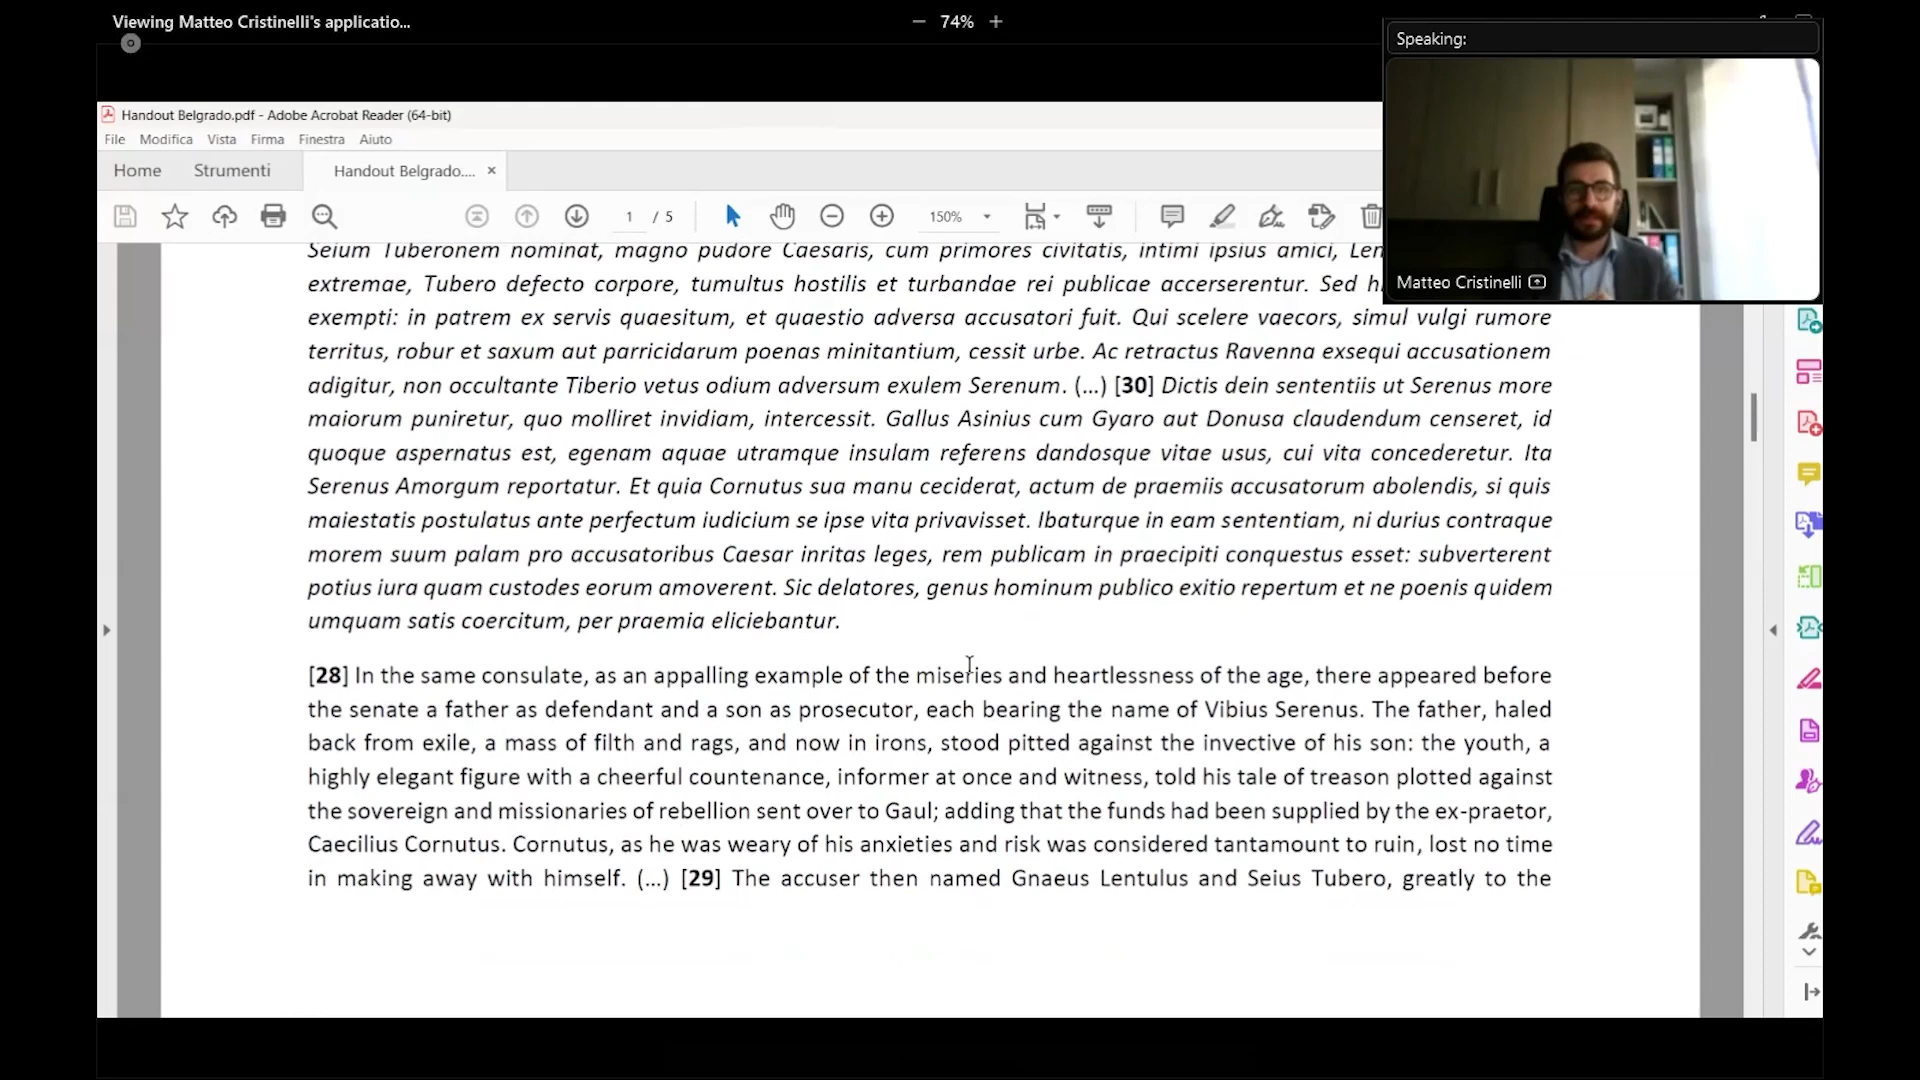 Viewing Matteo Cristinelli's applicatio...
— 74% +
Speaking:
Matteo Cristinelli
Handout Belgrado.pdf - Adobe Acrobat Reader (64-bit)
File Modifica Vista Firma Finestra Aiuto
Home Strumenti Handout Belgrado.... ×
1 / 5 150%
Seium Tuberonem nominat, magno pudore Caesaris, cum primores civitatis, intimi ipsius amici,
extremae, Tubero defecto corpore, tumultus hostilis et turbandae rei publicae accerserentur. Sed
exempti: in patrem ex servis quaesitum, et quaestio adversa accusatori fuit. Qui scelere vaecors, simul vulgi rumore
territus, robur et saxum aut parricidarum poenas minitantium, cessit urbe. Ac retractus Ravenna exsequi accusationem
adigitur, non occultante Tiberio vetus odium adversum exulem Serenum. (...) [30] Dictis dein sententiis ut Serenus more
maiorum puniretur, quo molliret invidiam, intercessit. Gallus Asinius cum Gyaro aut Donusa claudendum censeret, id
quoque aspernatus est, egenam aquae utramque insulam referens dandosque vitae usus, cui vita concederetur. Ita
Serenus Amorgum reportatur. Et quia Cornutus sua manu ceciderat, actum de praemiis accusatorum abolendis, si quis
maiestatis postulatus ante perfectum iudicium se ipse vita privavisset. Ibaturque in eam sententiam, ni durius contraque
morem suum palam pro accusatoribus Caesar inritas leges, rem publicam in praecipiti conquestus esset: subverterent
potius iura quam custodes eorum amoverent. Sic delatores, genus hominum publico exitio repertum et ne poenis quidem
umquam satis coercitum, per praemia eliciebantur.
[28] In the same consulate, as an appalling example of the miseries and heartlessness of the age, there appeared before
the senate a father as defendant and a son as prosecutor, each bearing the name of Vibius Serenus. The father, haled
back from exile, a mass of filth and rags, and now in irons, stood pitted against the invective of his son: the youth, a
highly elegant figure with a cheerful countenance, informer at once and witness, told his tale of treason plotted against
the sovereign and missionaries of rebellion sent over to Gaul; adding that the funds had been supplied by the ex-praetor,
Caecilius Cornutus. Cornutus, as he was weary of his anxieties and risk was considered tantamount to ruin, lost no time
in making away with himself. (...) [29] The accuser then named Gnaeus Lentulus and Seius Tubero, greatly to the